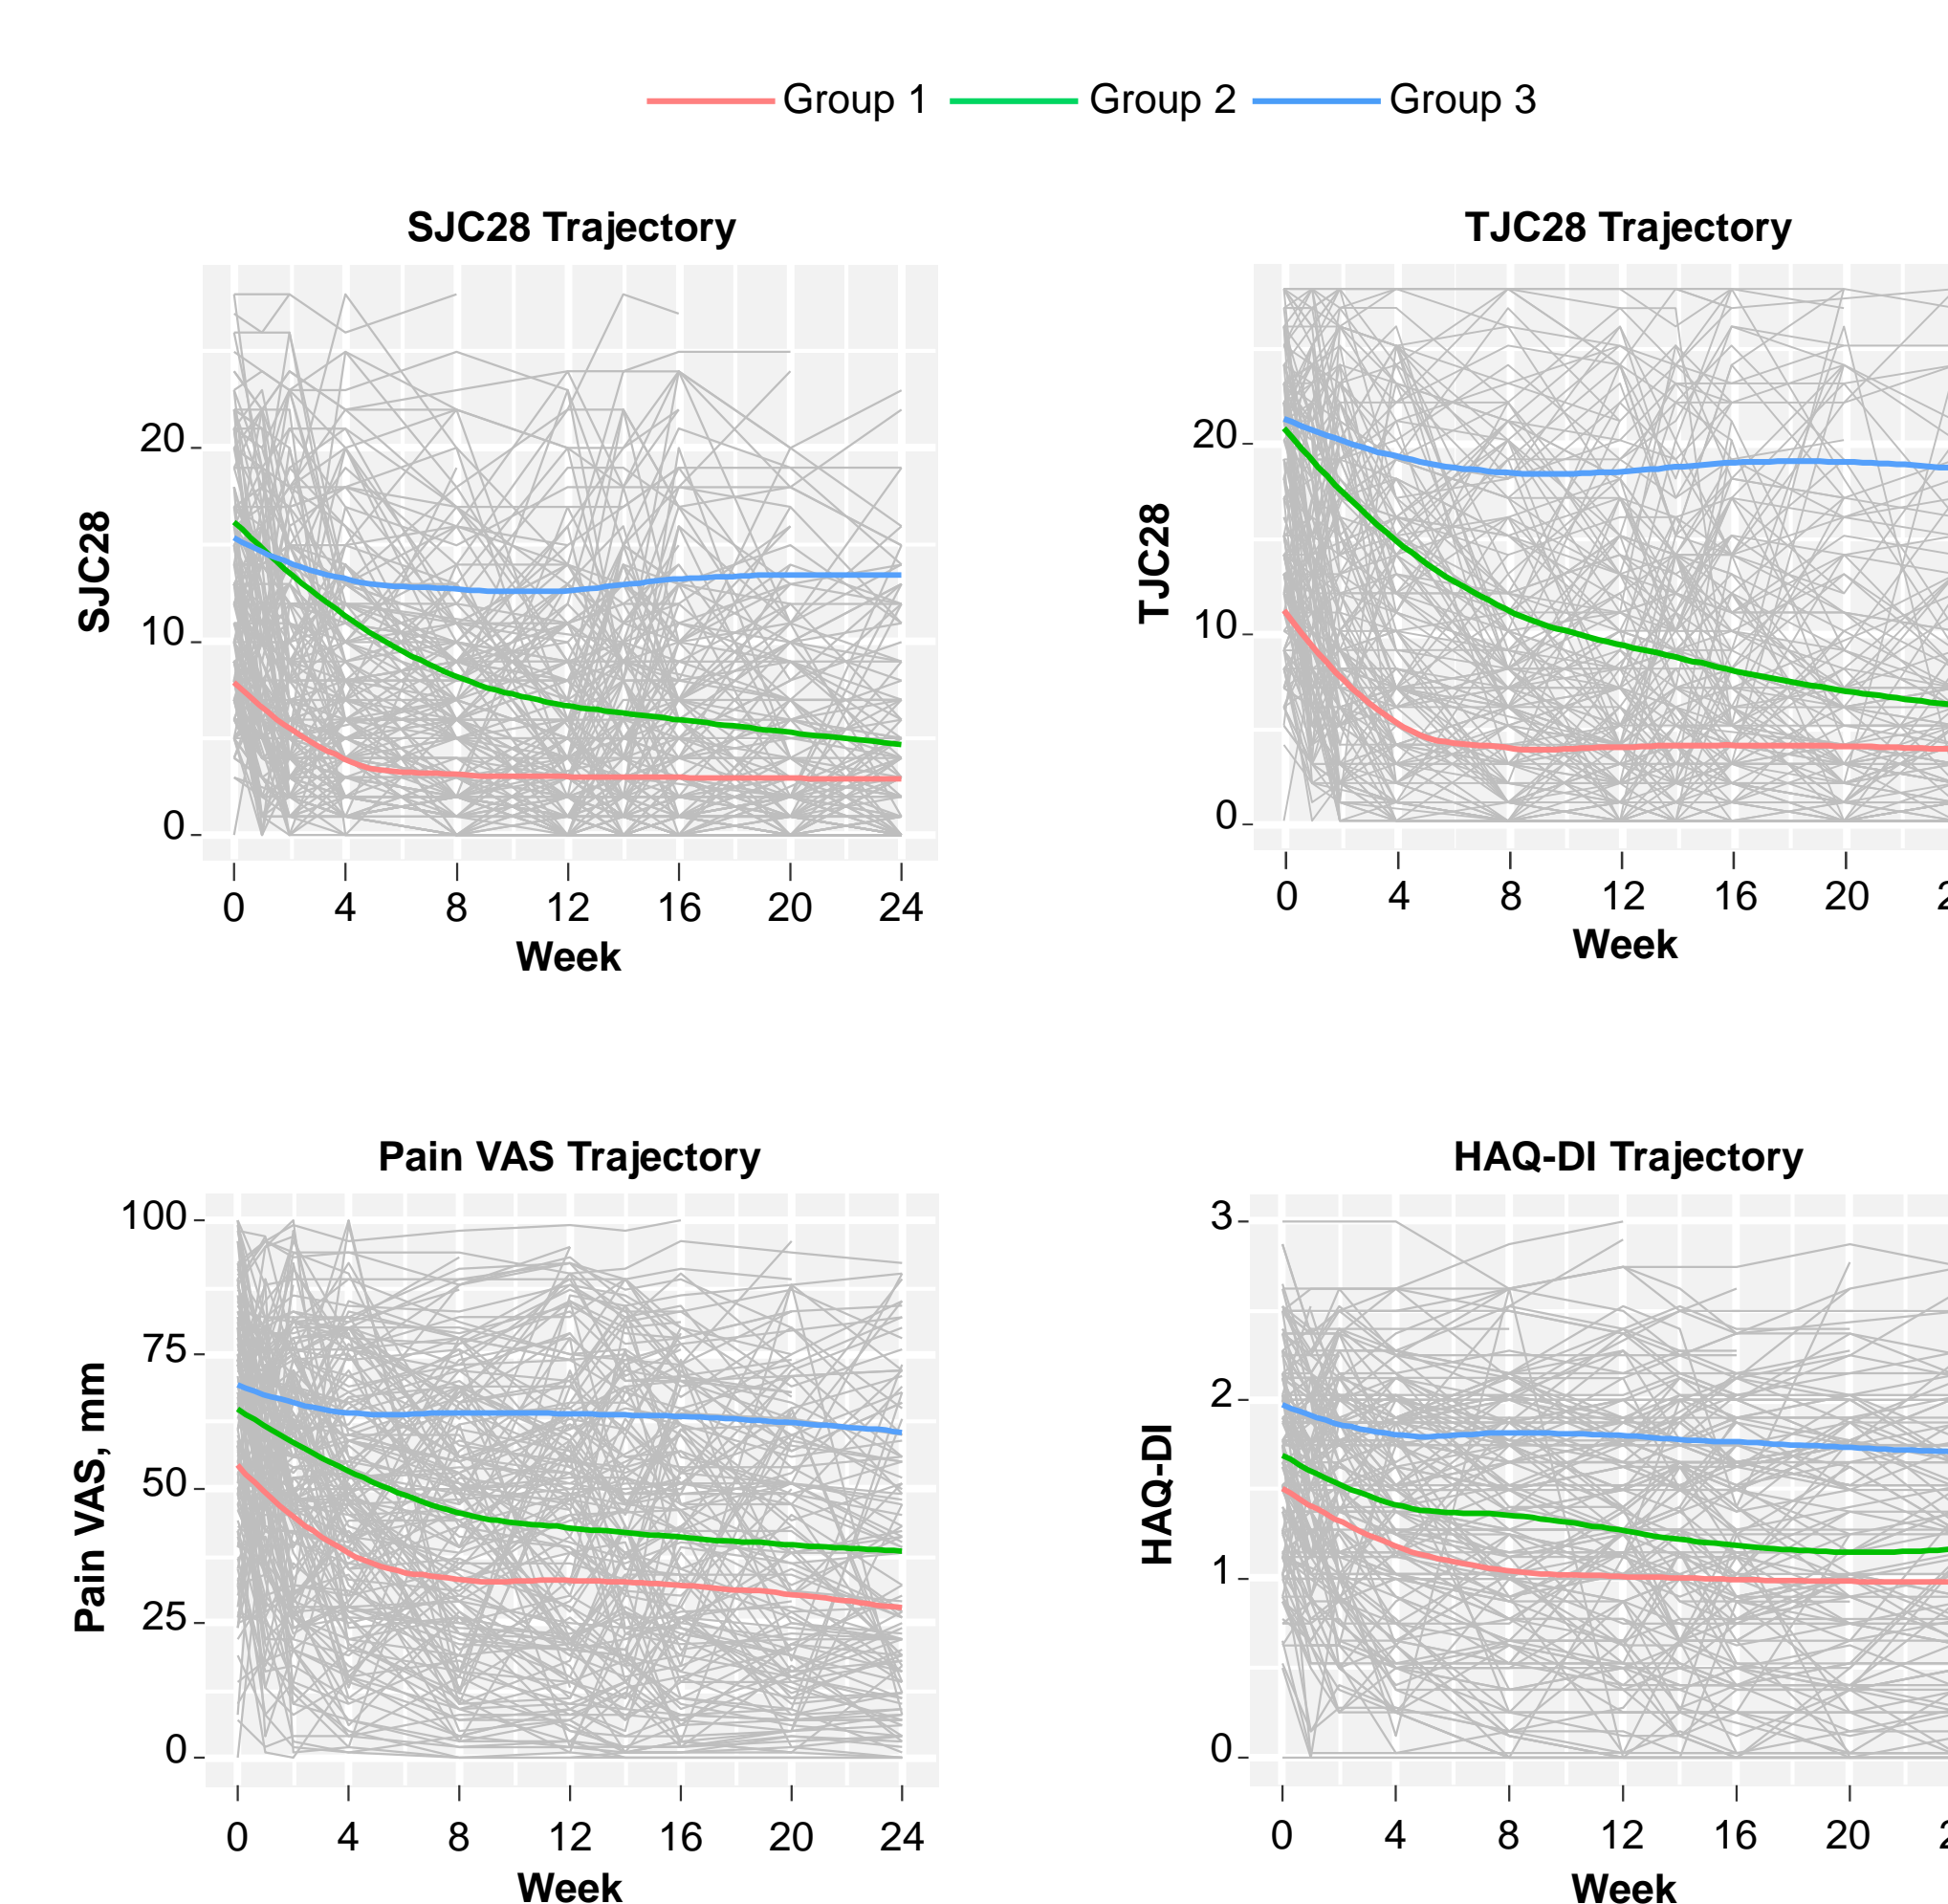 Group 1 Group 2 Group 3
SJC28 Trajectory
SJC28
20
10
0
0 4 8 12 16 20 24
Week
TJC28 Trajectory
TJC28
20
10
0
0 4 8 12 16 20 2
Week
Pain VAS Trajectory
Pain VAS, mm
100
75
50
25
0
0 4 8 12 16 20 24
Week
HAQ-DI Trajectory
HAQ-DI
3
2
1
0
0 4 8 12 16 20 2
Week